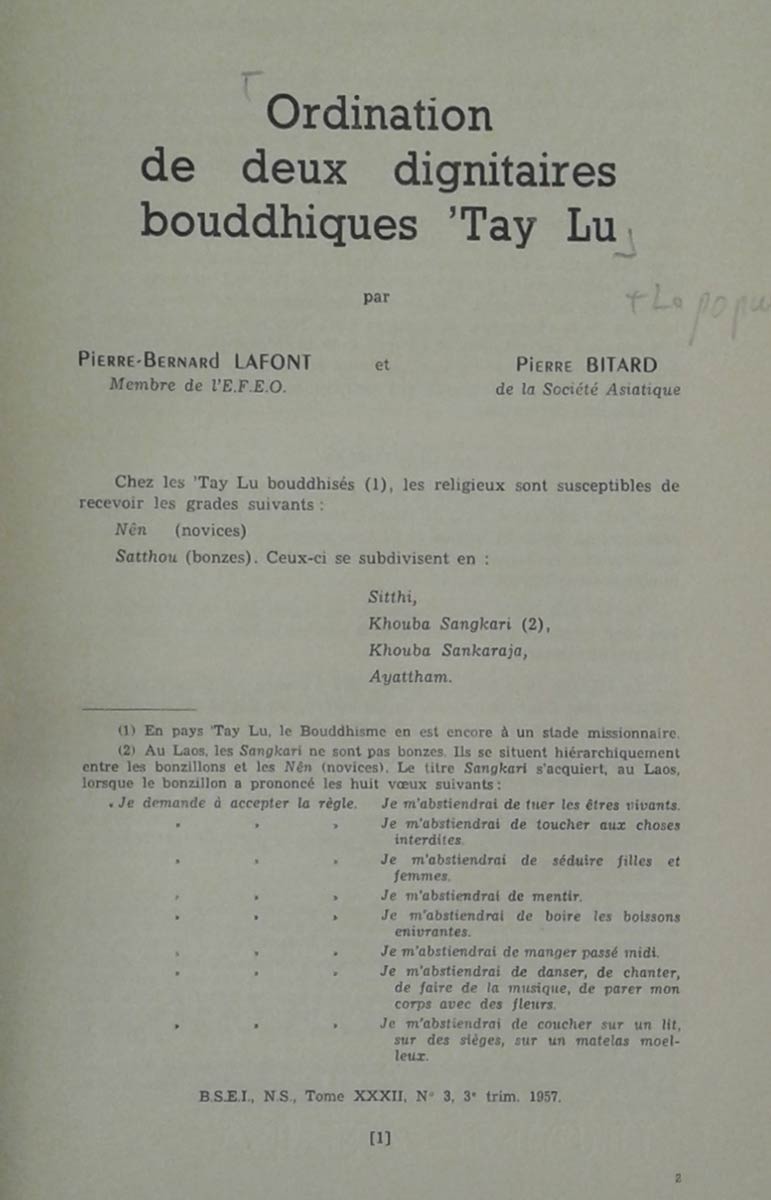 Ordination
de deux dignitaires
bouddhiques 'Tay Lu
par
PIERRE-BERNARD LAFONT et PIERRE BITARD
Membre de l'E.F.E.O. de la Société Asiatique
Chez les 'Tay Lu bouddhisés (1), les religieux sont susceptibles de
recevoir les grades suivants :
Nên (novices)
Satthou (bonzes). Ceux-ci se subdivisent en :
Sitthi,
Khouba Sangkari (2),
Khouba Sankaraja,
Ayattham.
(1) En pays 'Tay Lu, le Bouddhisme en est encore à un stade missionnaire.
(2) Au Laos, les Sangkari ne sont pas bonzes. Ils se situent hiérarchiquement
entre les bonzillons et les Nên (novices). Le titre Sangkari s'acquiert, au Laos,
lorsque le bonzillon a prononcé les huit vœux suivants :
. Je demande à accepter la règle. Je m'abstiendrai de tuer les êtres vivants.
» » » Je m'abstiendrai de toucher aux choses
interdites.
» » » Je m'abstiendrai de séduire filles et
femmes.
» » » Je m'abstiendrai de mentir.
» » » Je m'abstiendrai de boire les boissons
enivrantes.
» » » Je m'abstiendrai de manger passé midi.
» » » Je m'abstiendrai de danser, de chanter,
de faire de la musique, de parer mon
corps avec des fleurs.
» » » Je m'abstiendrai de coucher sur un lit,
sur des sièges, sur un matelas moel-
leux.
B.S.E.I., N.S., Tome XXXII, N° 3, 3e trim. 1957.
[1]
2